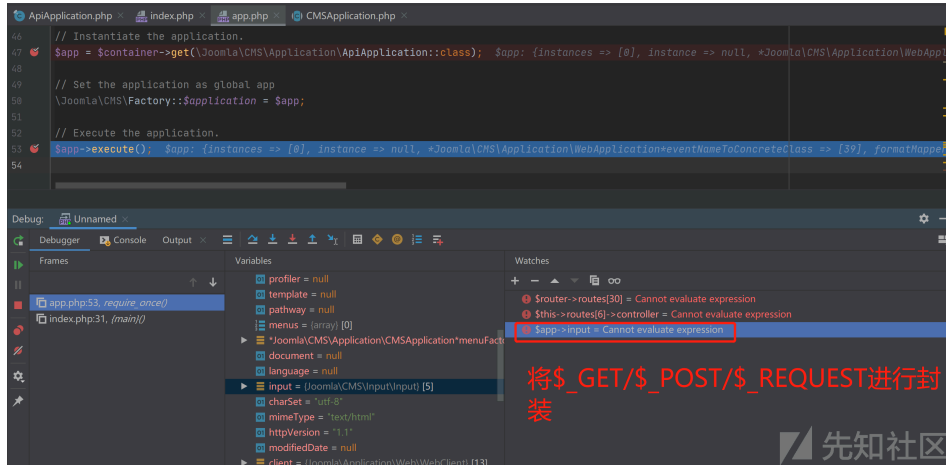 ApiApplication.php × index.php × app.php × CMSApplication.php ×
46 // Instantiate the application.
47 $app = $container->get(\Joomla\CMS\Application\ApiApplication::class); $app: {instances => [0], instance => null, *Joomla\CMS\Application\WebAppl
48
49 // Set the application as global app
50 \Joomla\CMS\Factory::$application = $app;
51
52 // Execute the application.
53 $app->execute(); $app: {instances => [0], instance => null, *Joomla\CMS\Application\WebApplication*eventNameToConcreteClass => [39], formatMapper
54
Debug: Unnamed ×
Debugger Console Output ×
Frames Variables Watches
app.php:53, require_once()
index.php:31, {main}()
profiler = null
template = null
pathway = null
menus = {array} [0]
*Joomla\CMS\Application\CMSApplication*menuFacto
document = null
language = null
input = {Joomla\CMS\Input\Input} [5]
charSet = "utf-8"
mimeType = "text/html"
httpVersion = "1.1"
modifiedDate = null
client = {Joomla\Application\Web\WebClient} [13]
$router->routes[30] = Cannot evaluate expression
$this->routes[6]->controller = Cannot evaluate expression
$app->input = Cannot evaluate expression
将$_GET/$_POST/$_REQUEST进行封
装
先知社区